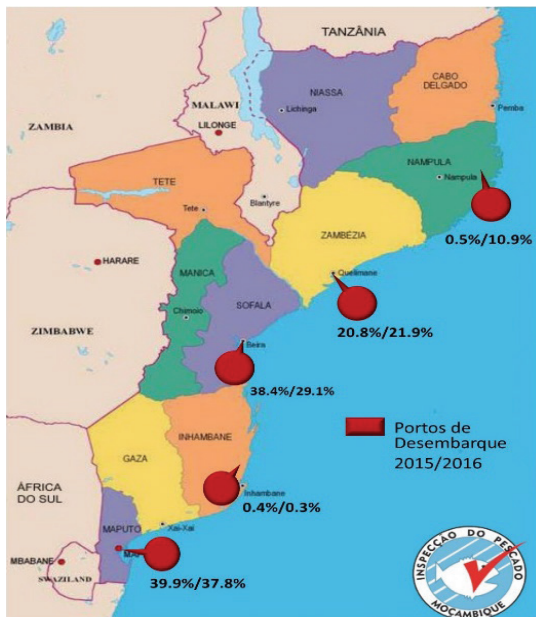 TANZÂNIA
CABO
DELGADO
NIASSA
Lichinga
Pemba
MALAWI
LILONGE
ZAMBIA
NAMPULA
Nampula
TETE
Tete
Blantyre
0.5%/10.9%
ZAMBÉZIA
HARARE
MANICA
Quelimane
SOFALA
Chimoio
20.8%/21.9%
ZIMBABWE
Beira
38.4%/29.1%
INHAMBANE
GAZA
Portos de
Desembarque
2015/2016
ÁFRICA
DO SUL
Inhambane
0.4%/0.3%
MAPUTO
Xai-Xai
MBABANE
SWAZILAND
39.9%/37.8%
INSPECÇÃO DO PESCADO
MOÇAMBIQUE